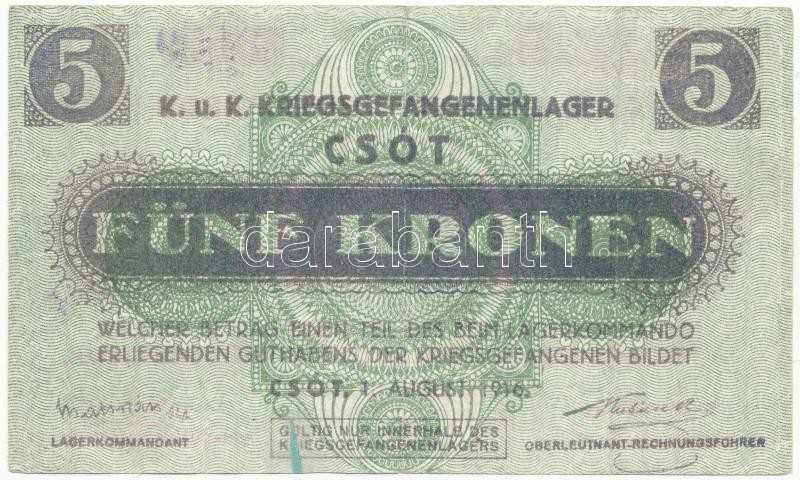 5 5
K. u. K. KRIEGSGEFANGENENLAGER
CSÓT
FÜNF KRONEN
darabanth
WELCHER BETRAG EINEN TEIL DES BEIM LAGERKOMMANDO
ERLIEGENDEN GUTHABENS DER KRIEGSGEFANGENEN BILDET
CSÓT, 1. AUGUST 1916.
LAGERKOMMANDANT
GÜLTIG NUR INNERHALB DES
KRIEGSGEFANGENENLAGERS
OBERLEUTNANT-RECHNUNGSFÜHRER